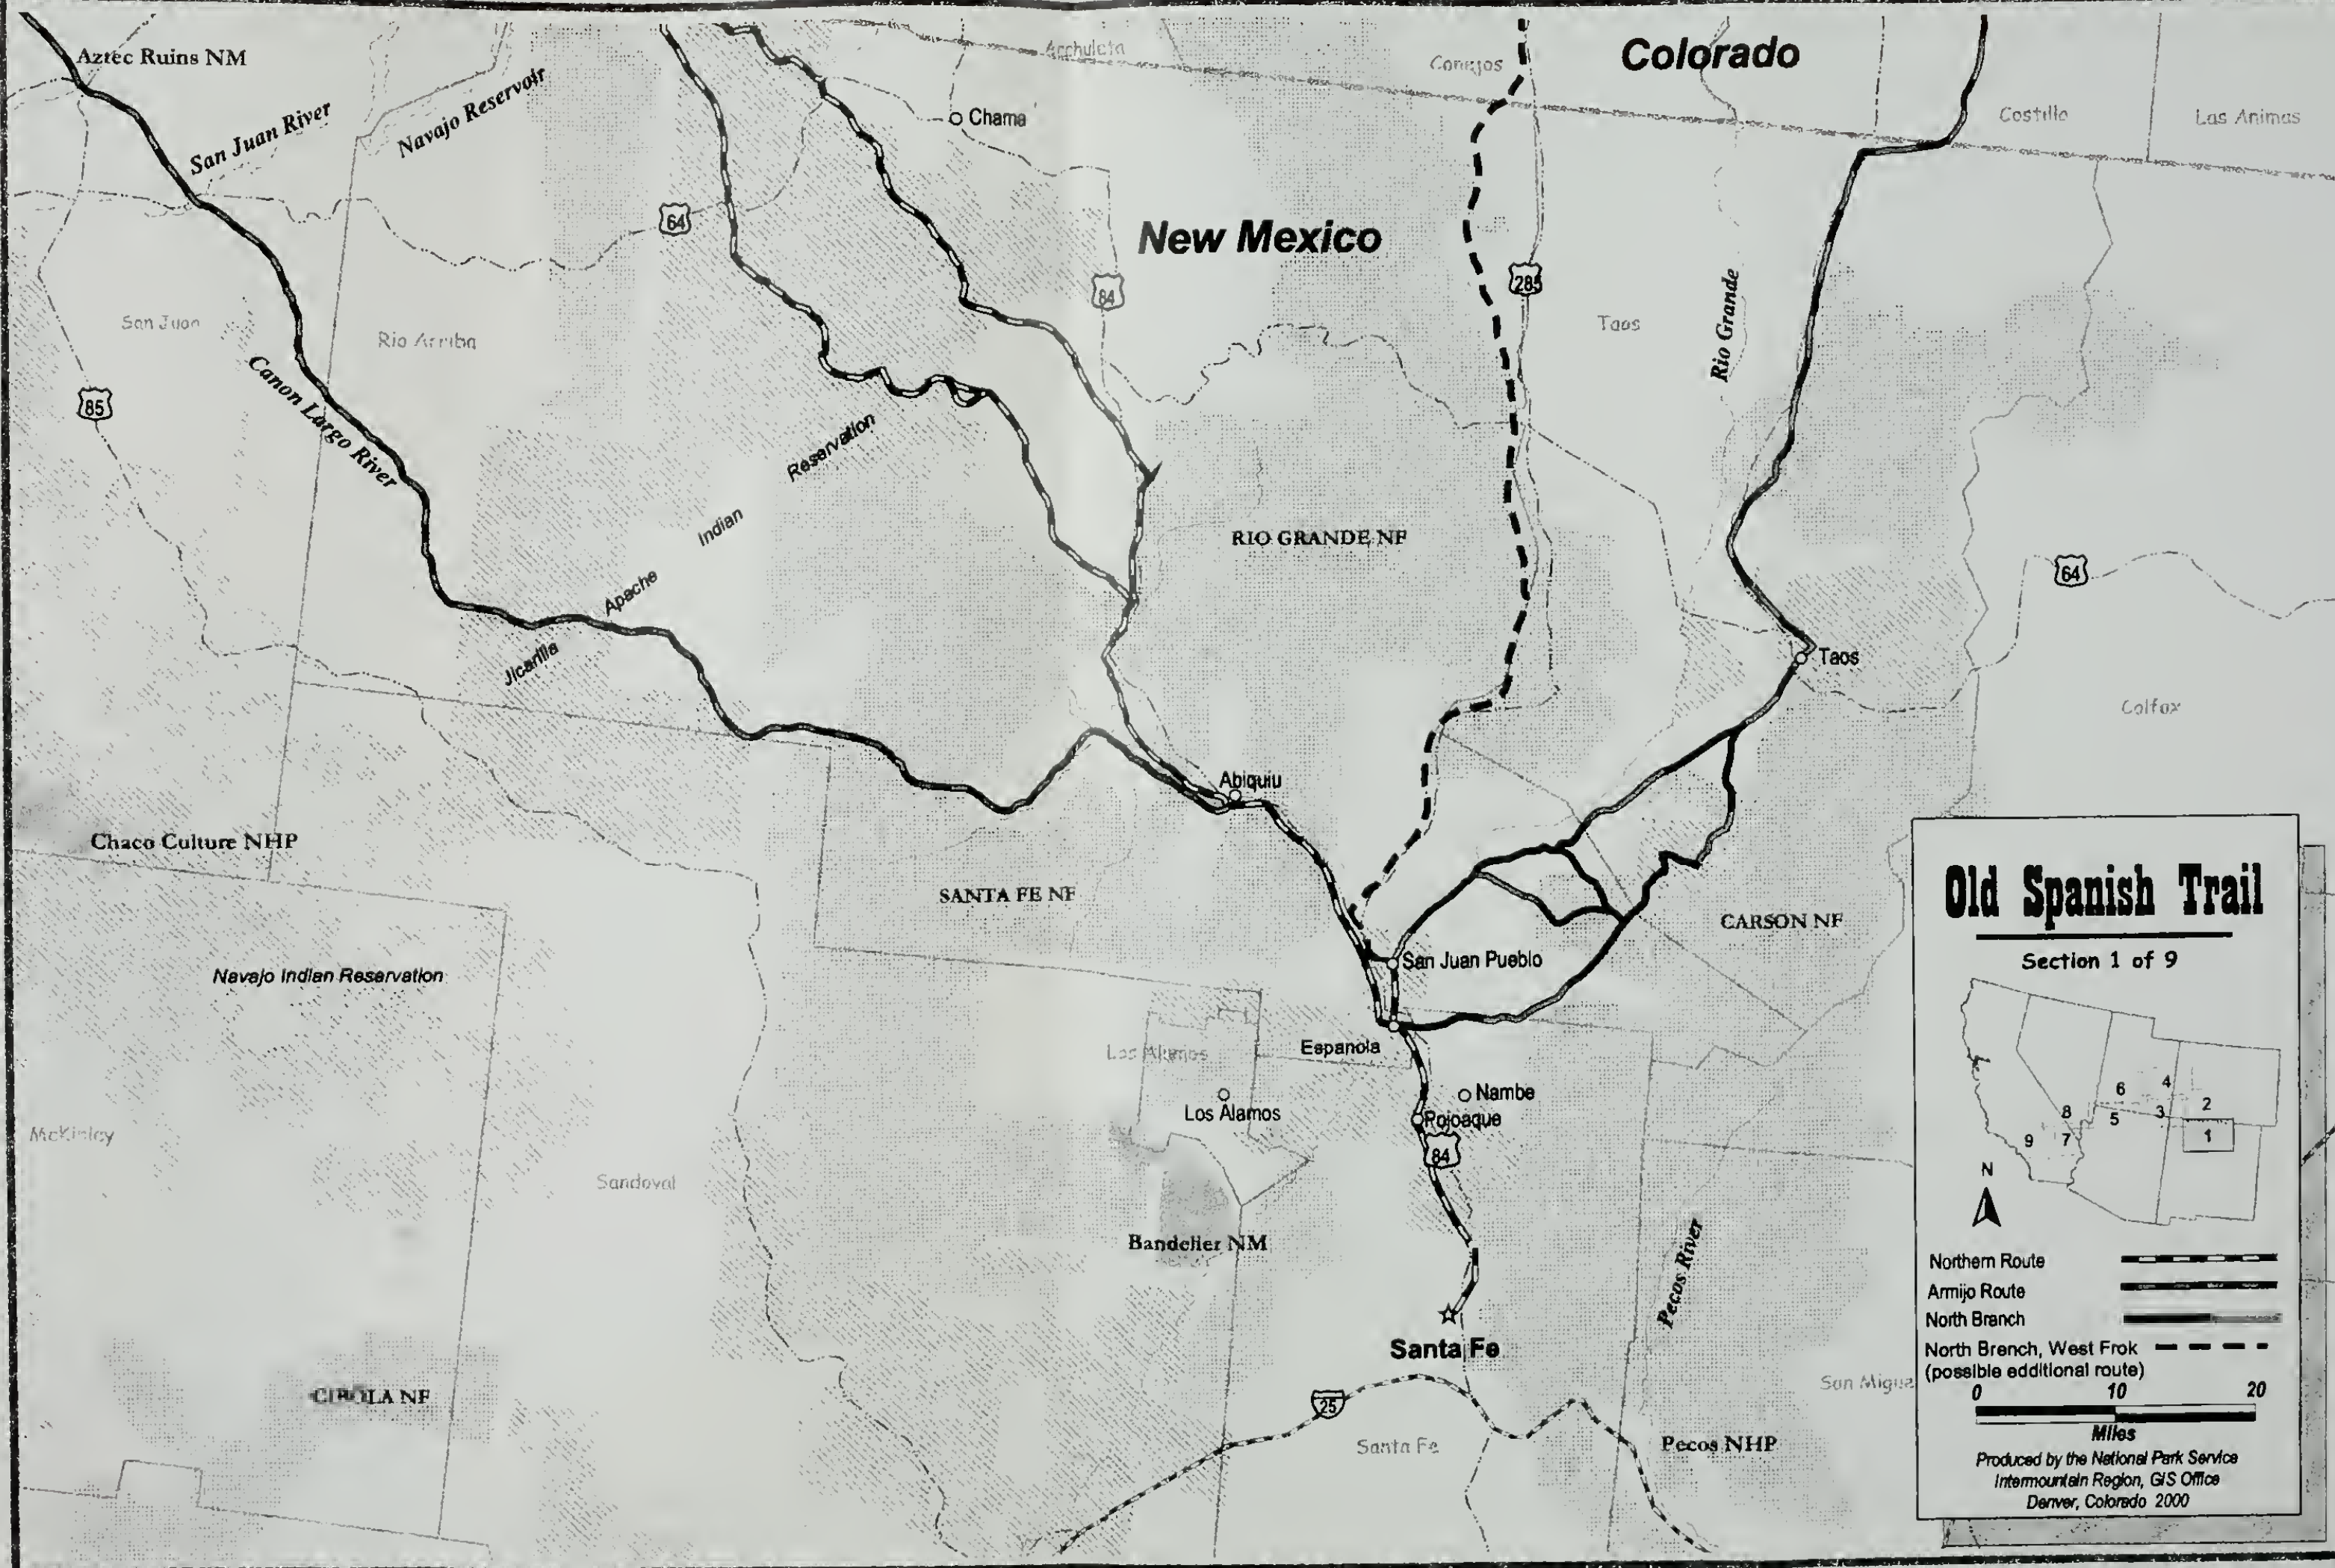 Aztec Ruins NM
San Juan River
Navajo Reservoir
Archuleta
Chama
Conejos
Colorado
Costillo
Las Animas
64
New Mexico
84
285
Rio Grande
Taos
San Juan
Rio Arriba
85
Canon Largo River
Reservation
Indian
Apache
Jicarilla
RIO GRANDE NF
64
Taos
Colfax
Abiquiu
Chaco Culture NHP
SANTA FE NF
CARSON NF
Navajo Indian Reservation
San Juan Pueblo
Espanola
Los Alamos
Los Alamos
Nambe
Pojoaque
84
McKinley
Sandoval
Bandelier NM
Pecos River
Santa Fe
CIBOLA NF
25
Santa Fe
Pecos NHP
San Migue
Old Spanish Trail
Section 1 of 9
6
4
8
5
3
2
9
7
1
N
Northern Route
Armijo Route
North Branch
North Brench, West Frok
(possible edditional route)
0 10 20
Miles
Produced by the National Park Service
Intermountain Region, GIS Office
Denver, Colorado 2000